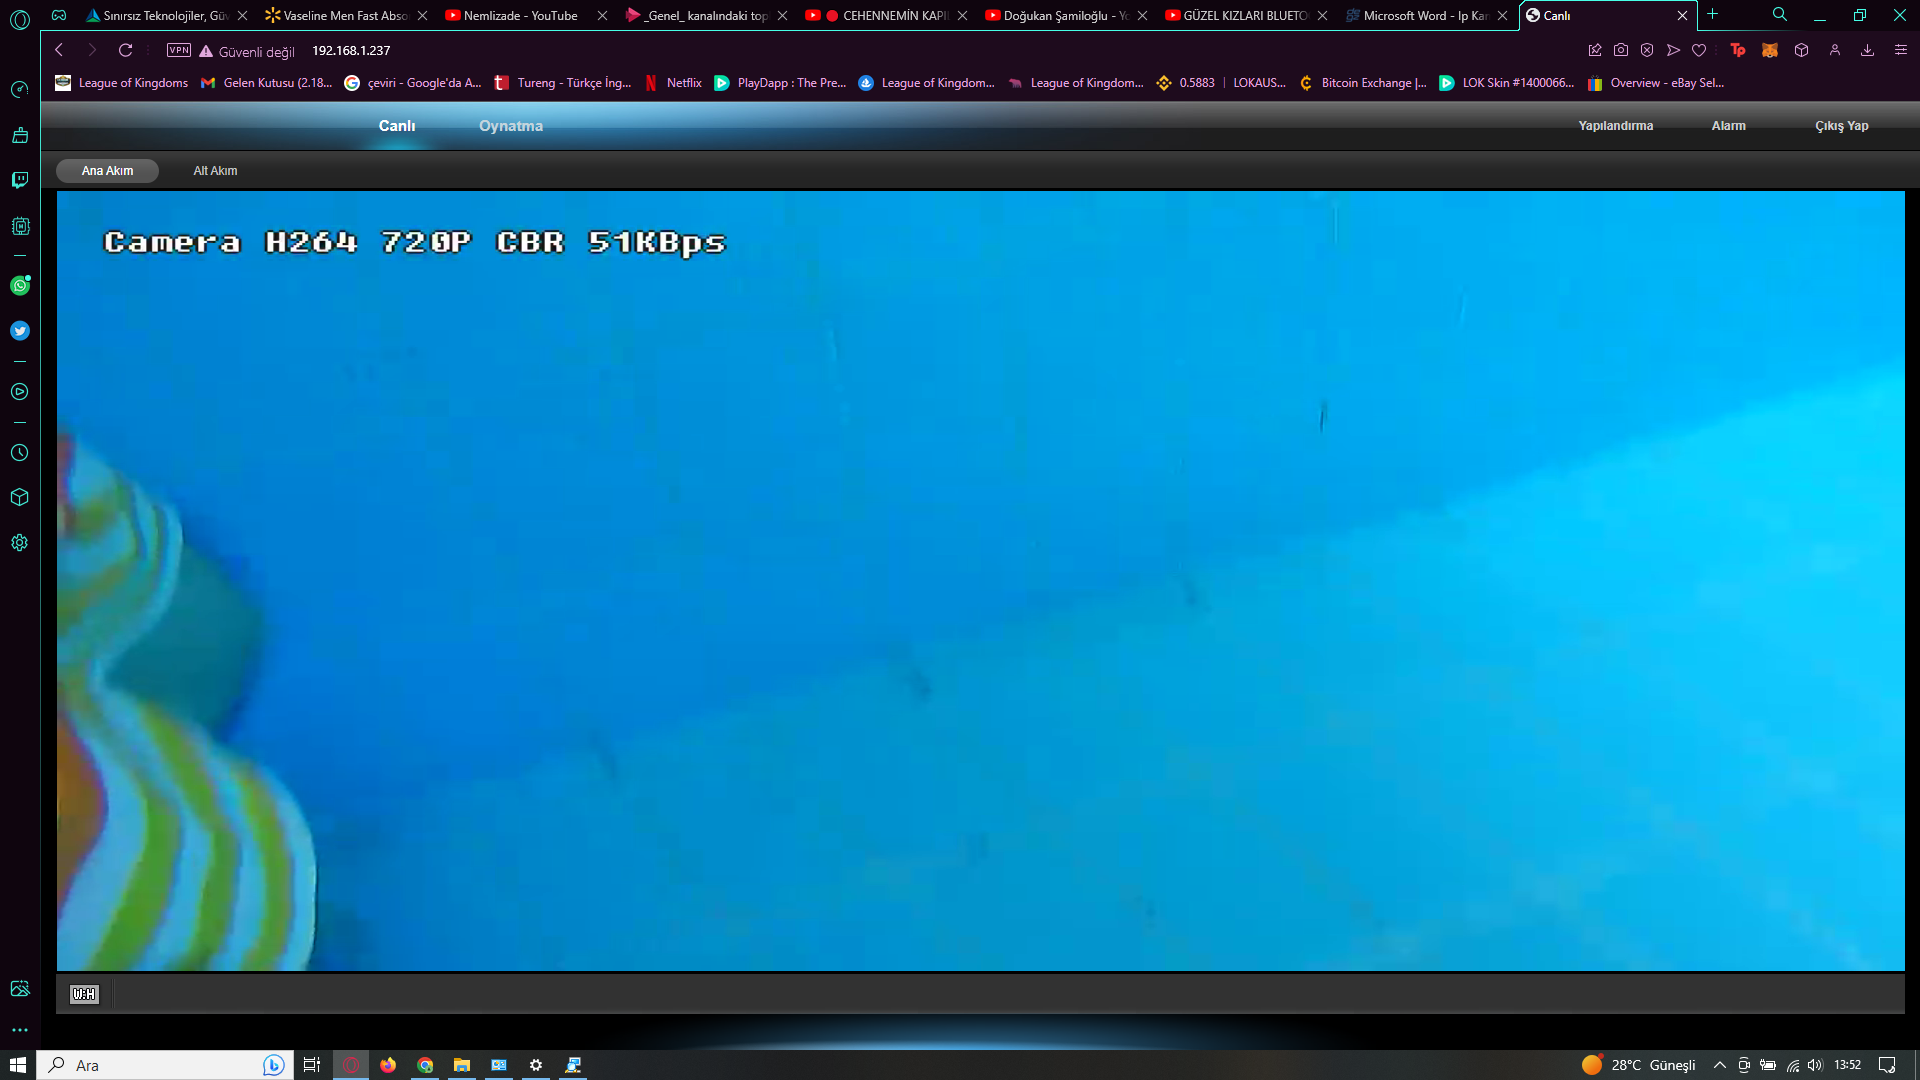 Sınırsız Teknolojiler, Güv
Vaseline Men Fast Abso
Nemlizade - YouTube
_Genel_ kanalındaki top
CEHENNEMİN KAPI
Doğukan Şamiloğlu - Yo
GÜZEL KIZLARI BLUETO
Microsoft Word - Ip Kam
Canlı
VPN
Güvenli değil
192.168.1.237
Tp
League of Kingdoms
Gelen Kutusu (2.18...
çeviri - Google'da A...
Tureng - Türkçe İng...
Netflix
PlayDapp : The Pre...
League of Kingdom...
League of Kingdom...
0.5883 | LOKAUS...
Bitcoin Exchange |...
LOK Skin #1400066...
Overview - eBay Sel...
Canlı
Oynatma
Yapılandırma
Alarm
Çıkış Yap
Ana Akım
Alt Akım
Camera H264 720P CBR 51KBps
W:H
Ara
28°C Güneşli
13:52